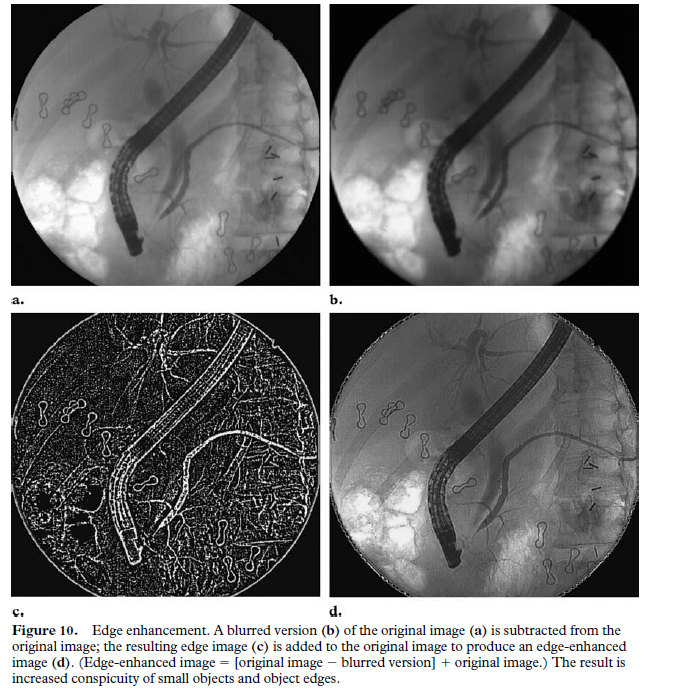 a.
b.
c.
d.
Figure 10. Edge enhancement. A blurred version (b) of the original image (a) is subtracted from the
original image; the resulting edge image (c) is added to the original image to produce an edge-enhanced
image (d). (Edge-enhanced image = [original image − blurred version] + original image.) The result is
increased conspicuity of small objects and object edges.